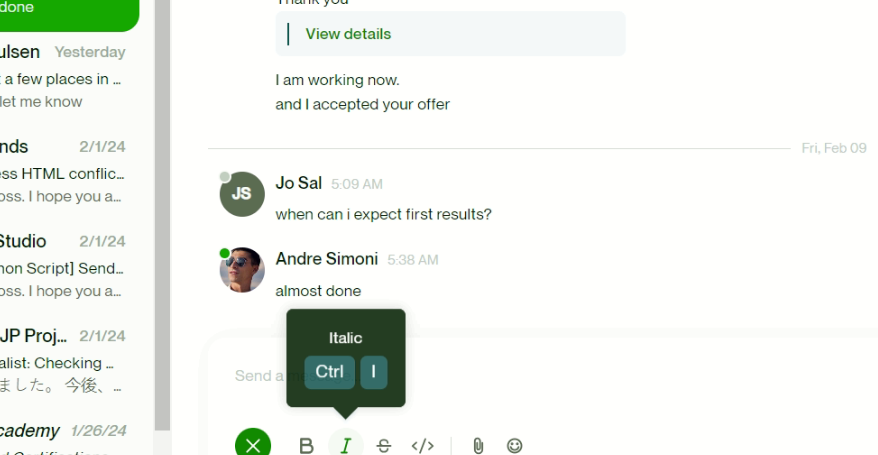 done
ulsen Yesterday
t a few places in ...
let me know
nds 2/1/24
ess HTML conflic...
oss. I hope you a...
Studio 2/1/24
hon Script] Send...
oss. I hope you a...
JP Proj... 2/1/24
alist: Checking ...
ました。 今後、 ...
cademy 1/26/24
d Certifications
Thank you
View details
I am working now.
and I accepted your offer
Fri, Feb 09
JS
Jo Sal 5:09 AM
when can i expect first results?
Andre Simoni 5:38 AM
almost done
Italic
Ctrl I
Send a
B I S </>